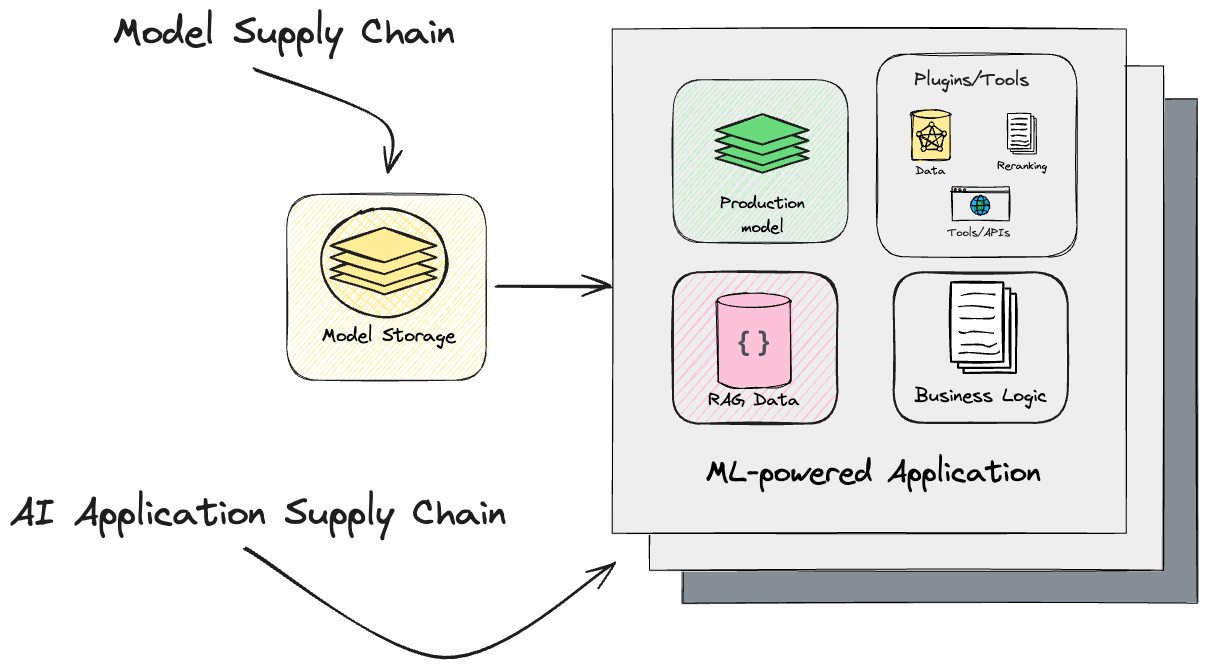 Model Supply Chain
Model Storage
Production
model
Plugins/Tools
Data
Reranking
Tools/APIs
{ }
RAG Data
Business Logic
ML-powered Application
AI Application Supply Chain